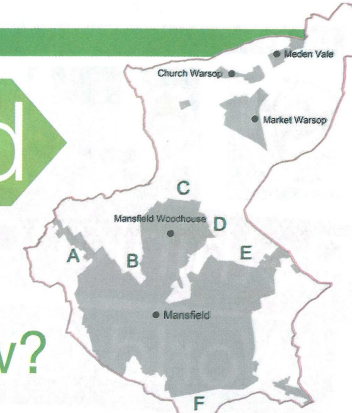 Meden Vale
Church Warsop
Market Warsop
d
C
Mansfield Woodhouse
D
A
B
E
Mansfield
w?
F